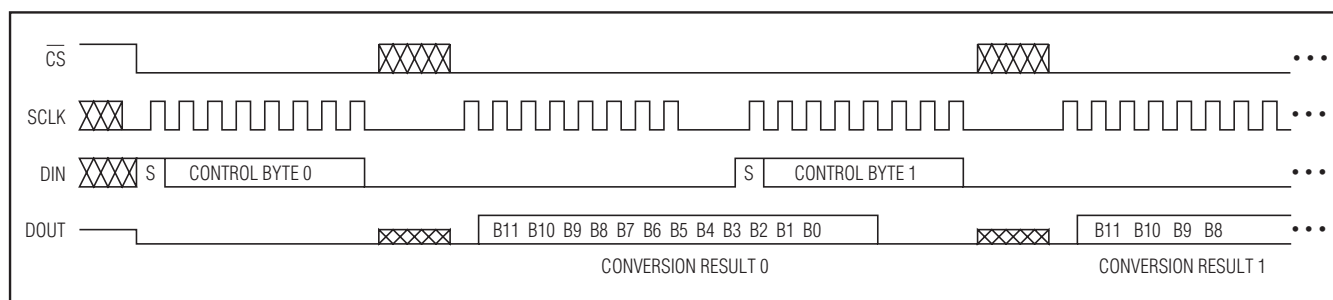 CS
SCLK
DIN S CONTROL BYTE 0 S CONTROL BYTE 1
DOUT B11 B10 B9 B8 B7 B6 B5 B4 B3 B2 B1 B0 B11 B10 B9 B8
CONVERSION RESULT 0 CONVERSION RESULT 1